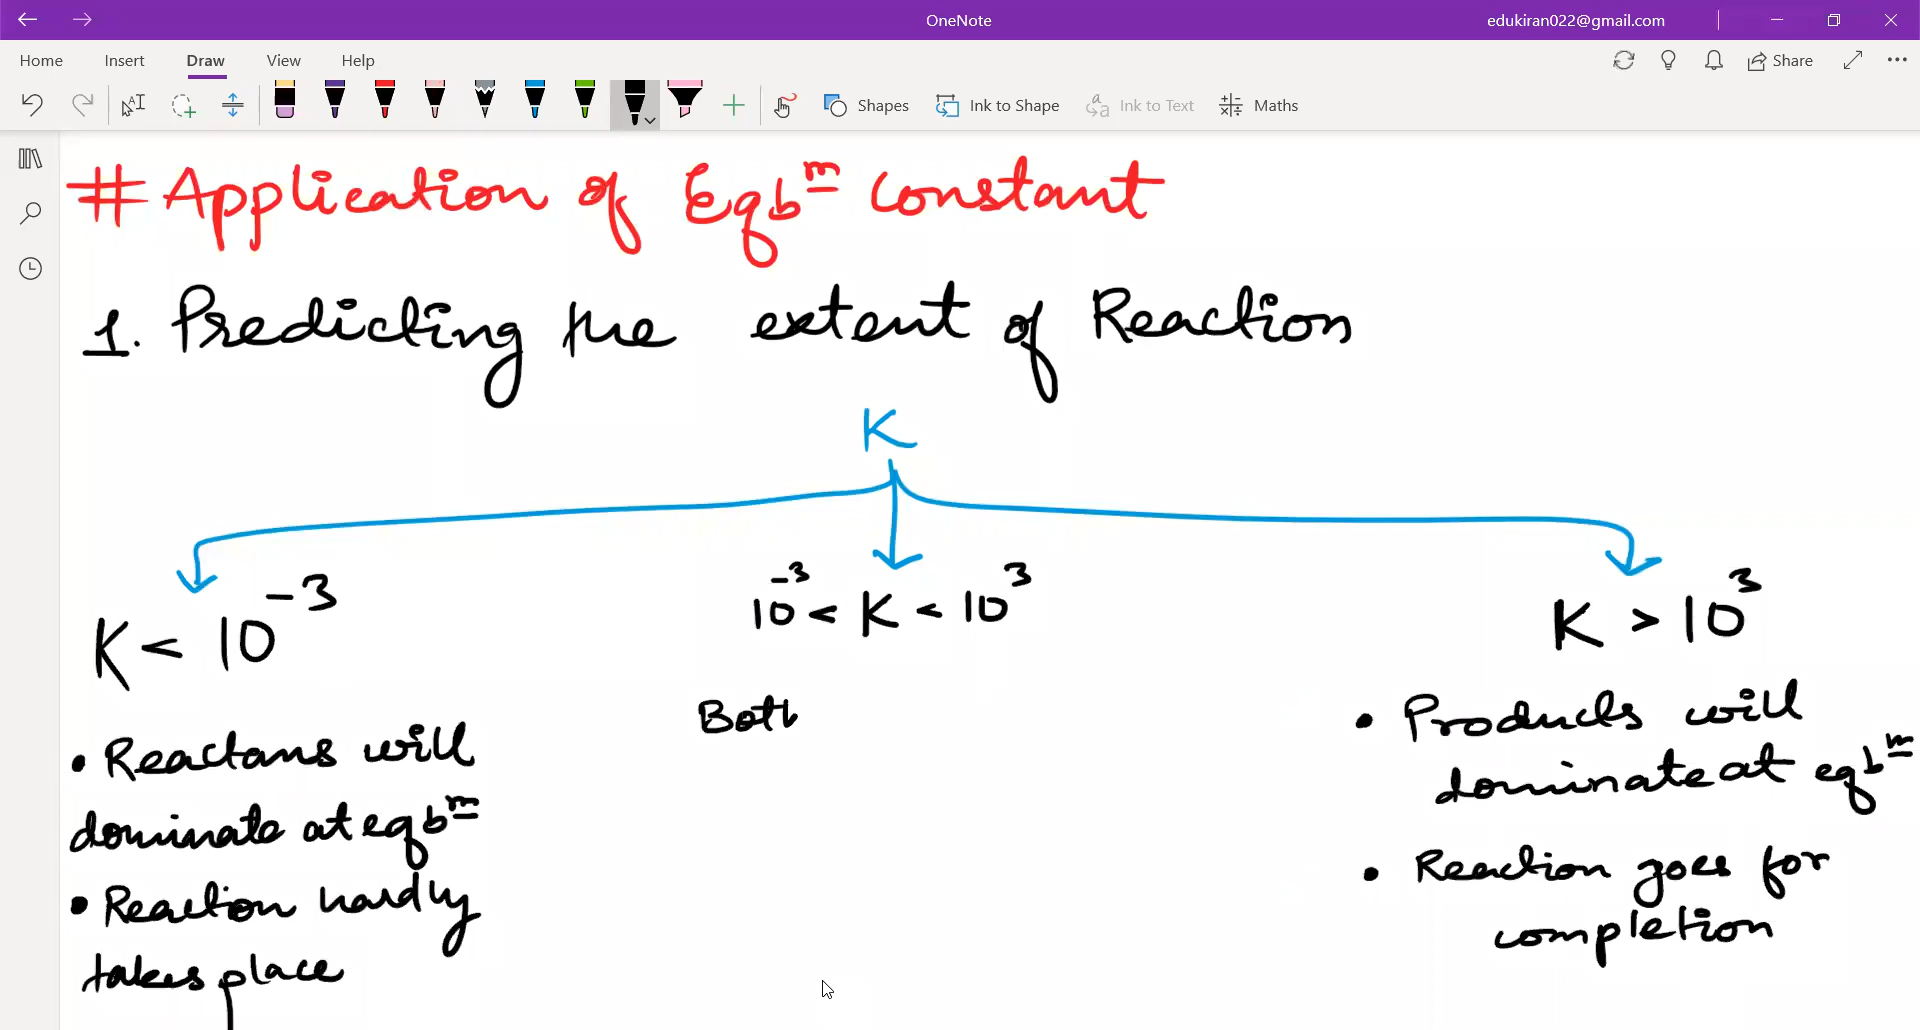 OneNote
edukiran022@gmail.com
Home Insert Draw View Help
Share
Shapes Ink to Shape Ink to Text Maths
# Application of Eqbᵐ constant
1. Predicting the extent of Reaction
K
K < 10⁻³
10⁻³ < K < 10³
K > 10³
• Reactans will
dominate at eqbᵐ
• Reaction hardly
takes place
Both
• Products will
dominate at eqbᵐ
• Reaction goes for
completion